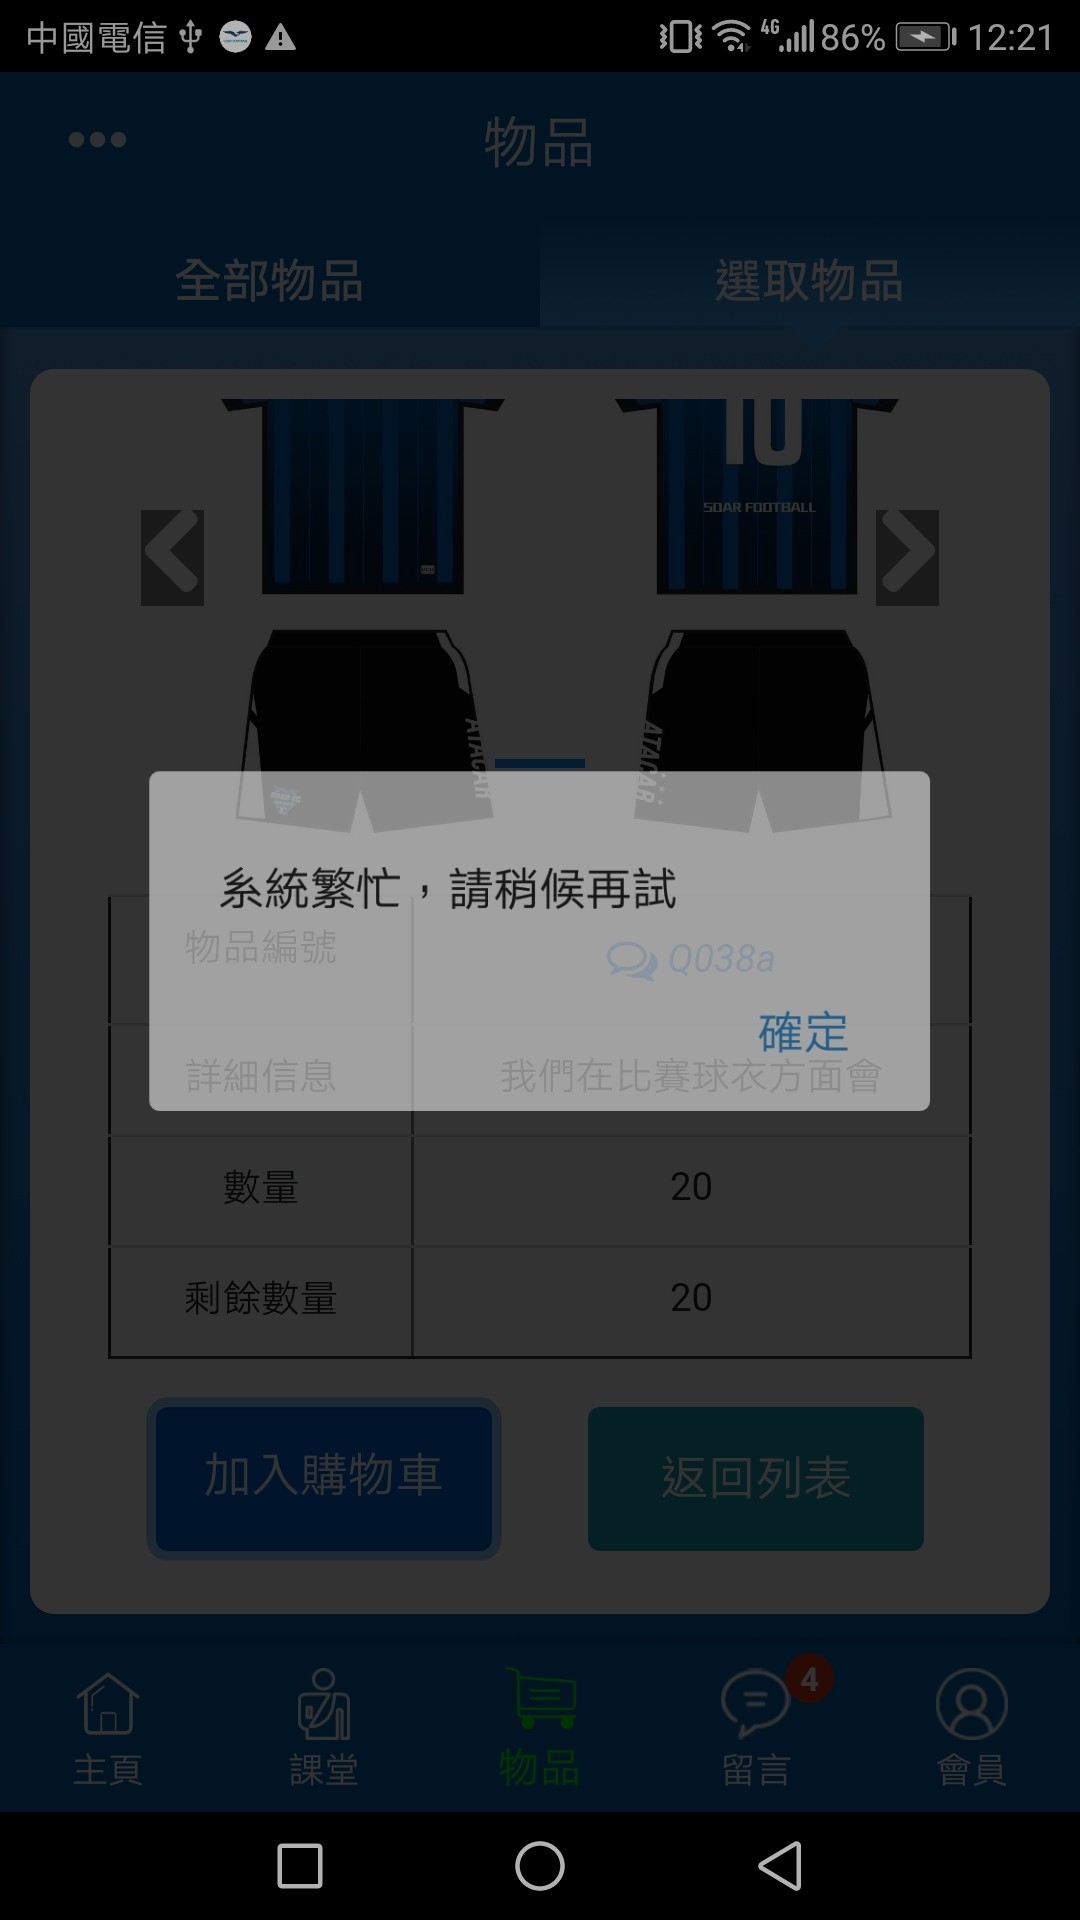 中國電信 4G 86% 12:21
物品
全部物品 選取物品
10
SOAR FOOTBALL
ATACAR ATACAR
系統繁忙，請稍候再試
物品編號 Q038a
確定
詳細信息 我們在比賽球衣方面會
數量 20
剩餘數量 20
加入購物車 返回列表
4
主頁 課堂 物品 留言 會員